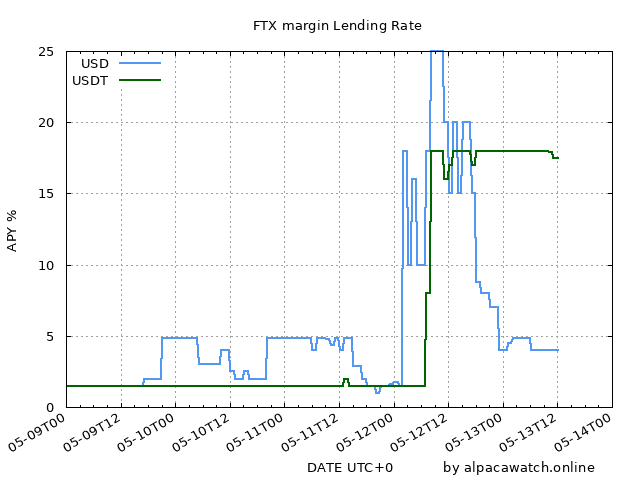 FTX margin Lending Rate
USD
USDT
25
20
15
10
5
0
APY %
05-09T00
05-09T12
05-10T00
05-10T12
05-11T00
05-11T12
05-12T00
05-12T12
05-13T00
05-13T12
05-14T00
DATE UTC+0
by alpacawatch.online